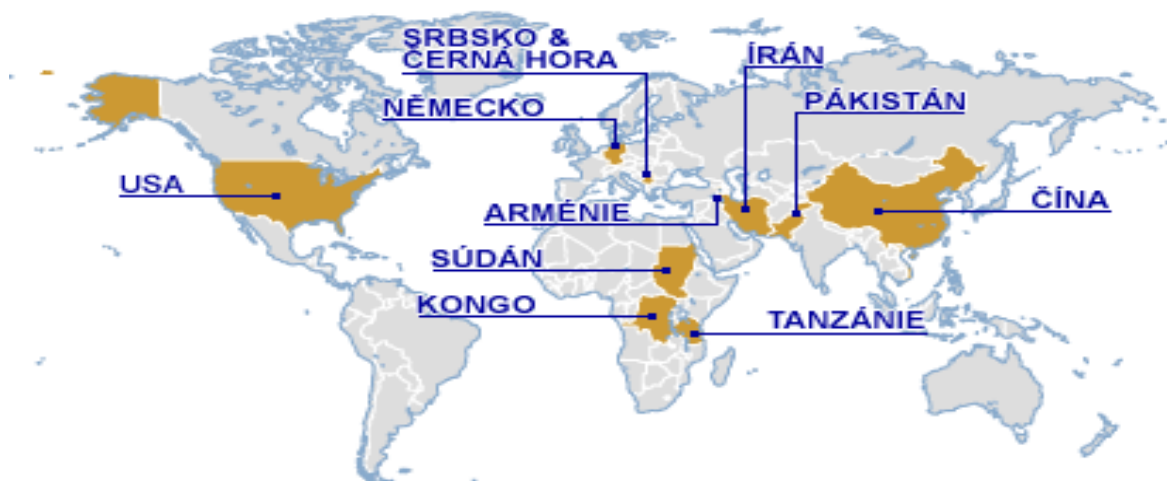 SRBSKO &
ČERNÁ HORA
ÍRÁN
NĚMECKO
PÁKISTÁN
USA
ARMÉNIE
ČÍNA
SÚDÁN
KONGO
TANZÁNIE